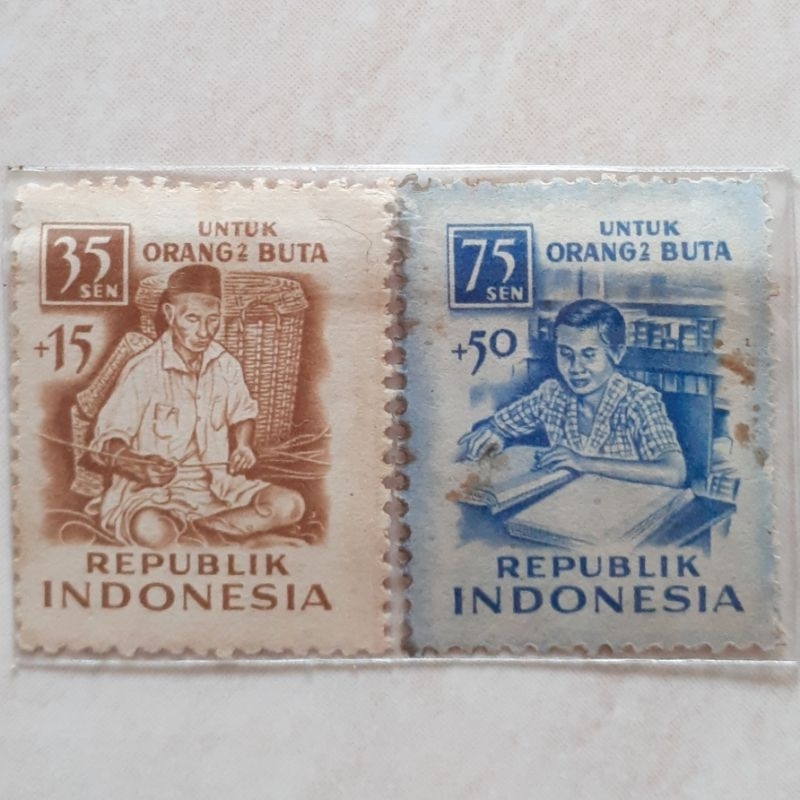 35
SEN
UNTUK
ORANG2 BUTA
+15
REPUBLIK
INDONESIA
75
SEN
UNTUK
ORANG2 BUTA
+50
REPUBLIK
INDONESIA